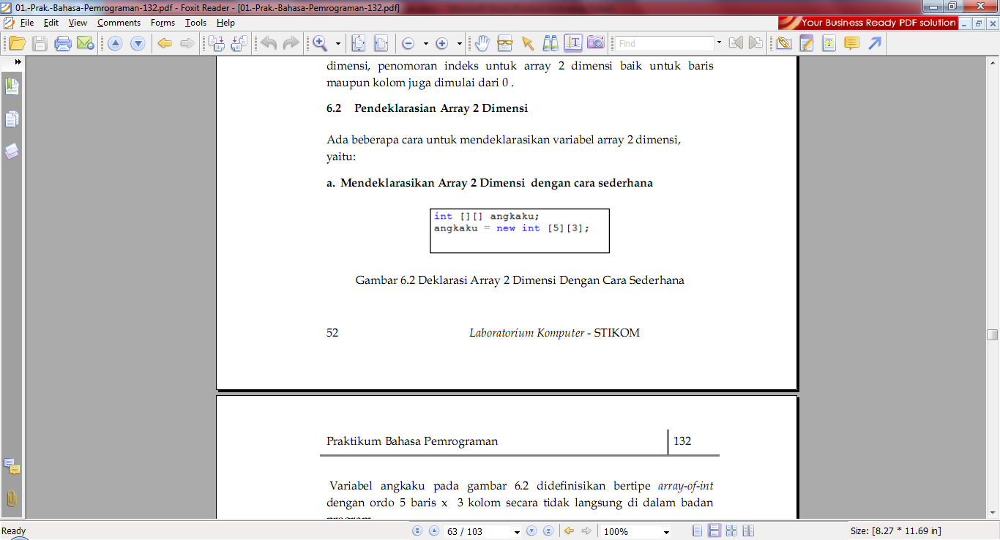 01.-Prak.-Bahasa-Pemrograman-132.pdf - Foxit Reader - [01.-Prak.-Bahasa-Pemrograman-132.pdf]
File Edit View Comments Forms Tools Help
Your Business Ready PDF solution
Find
dimensi, penomoran indeks untuk array 2 dimensi baik untuk baris
maupun kolom juga dimulai dari 0 .
6.2 Pendeklarasian Array 2 Dimensi
Ada beberapa cara untuk mendeklarasikan variabel array 2 dimensi,
yaitu:
a. Mendeklarasikan Array 2 Dimensi dengan cara sederhana
int [][] angkaku;
angkaku = new int [5][3];
Gambar 6.2 Deklarasi Array 2 Dimensi Dengan Cara Sederhana
52 Laboratorium Komputer - STIKOM
Praktikum Bahasa Pemrograman 132
Variabel angkaku pada gambar 6.2 didefinisikan bertipe array-of-int
dengan ordo 5 baris x 3 kolom secara tidak langsung di dalam badan
Ready 63 / 103 100% Size: [8.27 * 11.69 in]